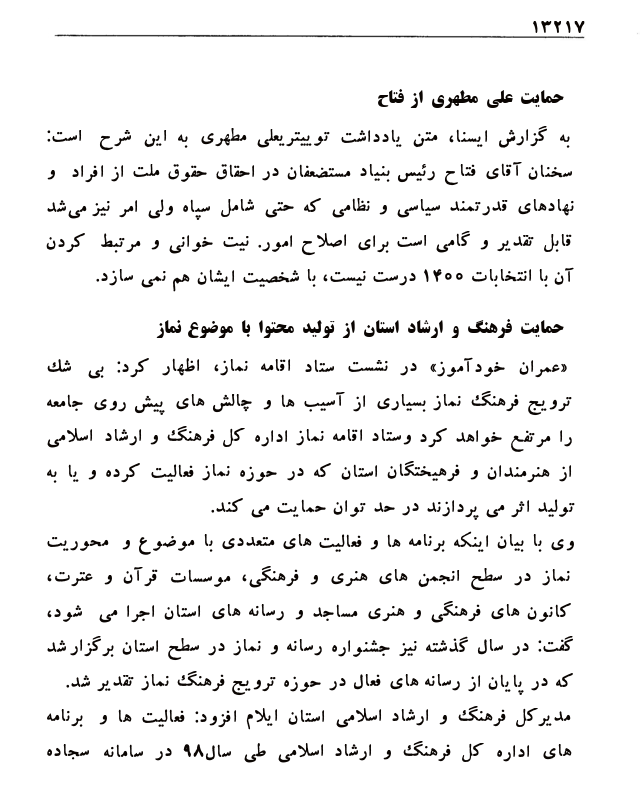 ۱۳۲۱۷
حمایت علی مطهری از فتاح
به گزارش ایسنا، متن یادداشت توییتریعلی مطهری به این شرح است:
سخنان آقای فتاح رئیس بنیاد مستضعفان در احقاق حقوق ملت از افراد و
نهادهای قدرتمند سیاسی و نظامی که حتی شامل سپاه ولی امر نیز می‌شد
قابل تقدیر و گامی است برای اصلاح امور. نیت خوانی و مرتبط کردن
آن با انتخابات ۱۴۰۰ درست نیست، با شخصیت ایشان هم نمی سازد.
حمایت فرهنگ و ارشاد استان از تولید محتوا با موضوع نماز
«عمران خودآموز» در نشست ستاد اقامه نماز، اظهار کرد: بی شك
ترویج فرهنگ نماز بسیاری از آسیب ها و چالش های پیش روی جامعه
را مرتفع خواهد کرد وستاد اقامه نماز اداره کل فرهنگ و ارشاد اسلامی
از هنرمندان و فرهیختگان استان که در حوزه نماز فعالیت کرده و یا به
تولید اثر می پردازند در حد توان حمایت می کند.
وی با بیان اینکه برنامه ها و فعالیت های متعددی با موضوع و محوریت
نماز در سطح انجمن های هنری و فرهنگی، موسسات قرآن و عترت،
کانون های فرهنگی و هنری مساجد و رسانه های استان اجرا می شود،
گفت: در سال گذشته نیز جشنواره رسانه و نماز در سطح استان برگزارشد
که در پایان از رسانه های فعال در حوزه ترویج فرهنگ نماز تقدیر شد.
مدیرکل فرهنگ و ارشاد اسلامی استان ایلام افزود: فعالیت ها و برنامه
های اداره کل فرهنگ و ارشاد اسلامی طی سال۹۸ در سامانه سجاده